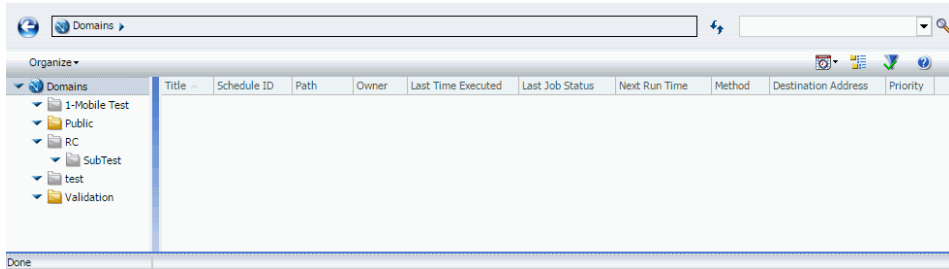 Domains
Organize
Domains
1-Mobile Test
Public
RC
SubTest
test
Validation
Title Schedule ID Path Owner Last Time Executed Last Job Status Next Run Time Method Destination Address Priority
Done